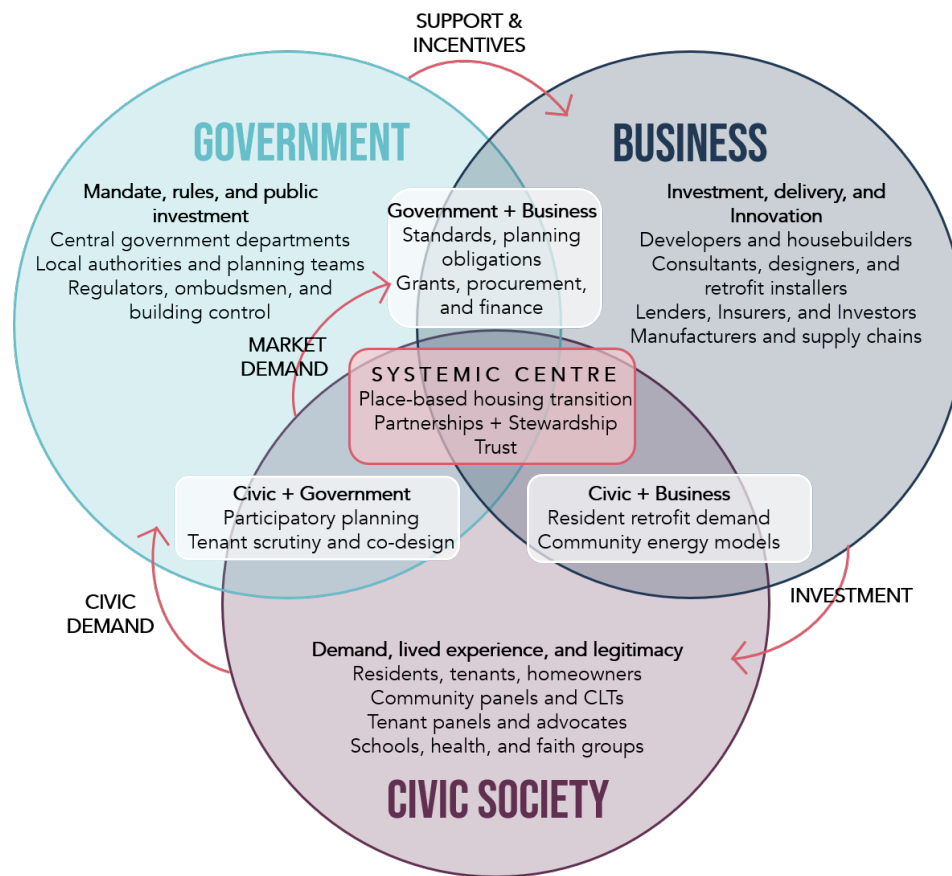 SUPPORT &
INCENTIVES
GOVERNMENT
Mandate, rules, and public
investment
Central government departments
Local authorities and planning teams
Regulators, ombudsmen, and
building control
BUSINESS
Investment, delivery, and
Innovation
Developers and housebuilders
Consultants, designers, and
retrofit installers
Lenders, Insurers, and Investors
Manufacturers and supply chains
Government + Business
Standards, planning
obligations
Grants, procurement,
and finance
MARKET
DEMAND
SYSTEMIC CENTRE
Place-based housing transition
Partnerships + Stewardship
Trust
Civic + Government
Participatory planning
Tenant scrutiny and co-design
Civic + Business
Resident retrofit demand
Community energy models
CIVIC
DEMAND
INVESTMENT
Demand, lived experience, and legitimacy
Residents, tenants, homeowners
Community panels and CLTs
Tenant panels and advocates
Schools, health, and faith groups
CIVIC SOCIETY